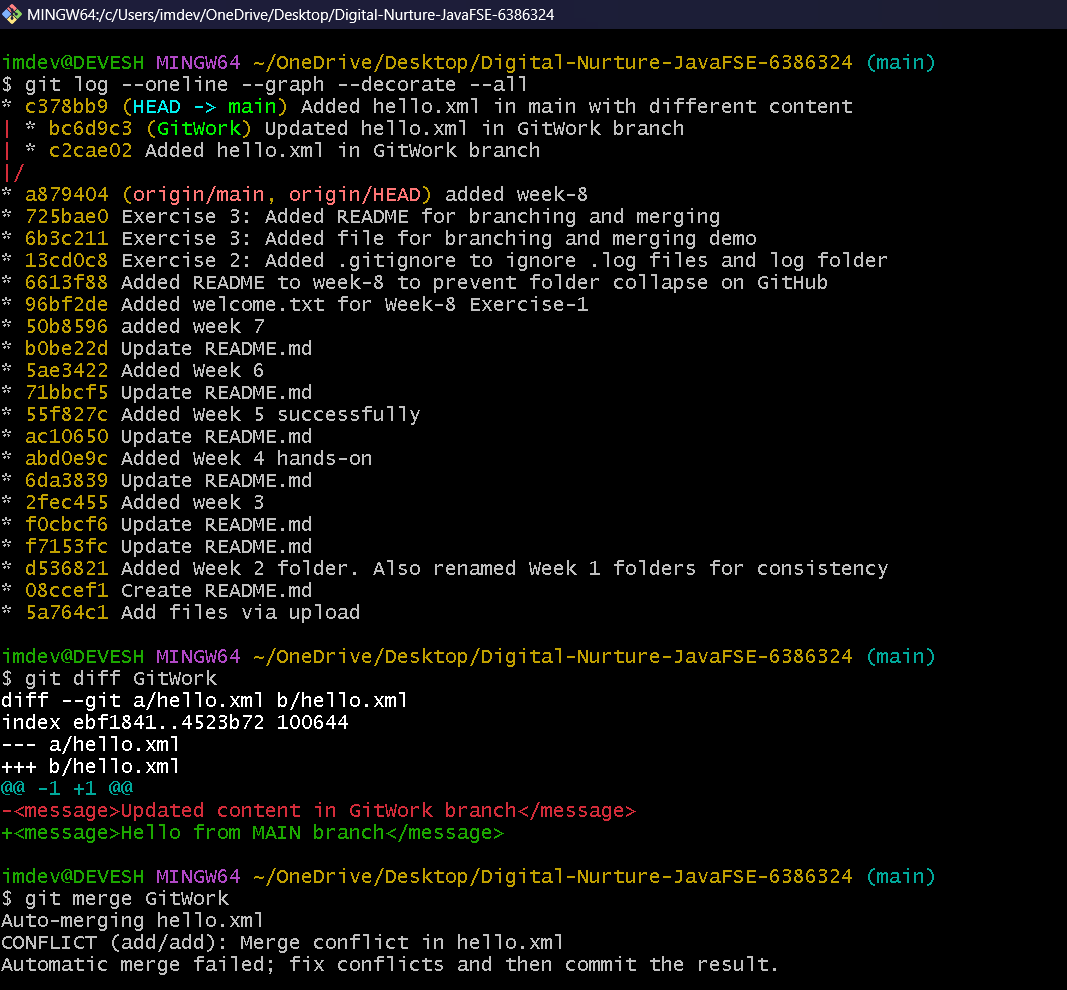 MINGW64:/c/Users/imdev/OneDrive/Desktop/Digital-Nurture-JavaFSE-6386324
imdev@DEVESH MINGW64 ~/OneDrive/Desktop/Digital-Nurture-JavaFSE-6386324 (main)
$ git log --oneline --graph --decorate --all
* c378bb9 (HEAD -> main) Added hello.xml in main with different content
| * bc6d9c3 (GitWork) Updated hello.xml in GitWork branch
| * c2cae02 Added hello.xml in GitWork branch
|/
* a879404 (origin/main, origin/HEAD) added week-8
* 725bae0 Exercise 3: Added README for branching and merging
* 6b3c211 Exercise 3: Added file for branching and merging demo
* 13cd0c8 Exercise 2: Added .gitignore to ignore .log files and log folder
* 6613f88 Added README to week-8 to prevent folder collapse on GitHub
* 96bf2de Added welcome.txt for Week-8 Exercise-1
* 50b8596 added week 7
* b0be22d Update README.md
* 5ae3422 Added Week 6
* 71bbcf5 Update README.md
* 55f827c Added Week 5 successfully
* ac10650 Update README.md
* abd0e9c Added Week 4 hands-on
* 6da3839 Update README.md
* 2fec455 Added week 3
* f0cbcf6 Update README.md
* f7153fc Update README.md
* d536821 Added Week 2 folder. Also renamed Week 1 folders for consistency
* 08ccef1 Create README.md
* 5a764c1 Add files via upload
imdev@DEVESH MINGW64 ~/OneDrive/Desktop/Digital-Nurture-JavaFSE-6386324 (main)
$ git diff GitWork
diff --git a/hello.xml b/hello.xml
index ebf1841..4523b72 100644
--- a/hello.xml
+++ b/hello.xml
@@ -1 +1 @@
-<message>Updated content in GitWork branch</message>
+<message>Hello from MAIN branch</message>
imdev@DEVESH MINGW64 ~/OneDrive/Desktop/Digital-Nurture-JavaFSE-6386324 (main)
$ git merge GitWork
Auto-merging hello.xml
CONFLICT (add/add): Merge conflict in hello.xml
Automatic merge failed; fix conflicts and then commit the result.